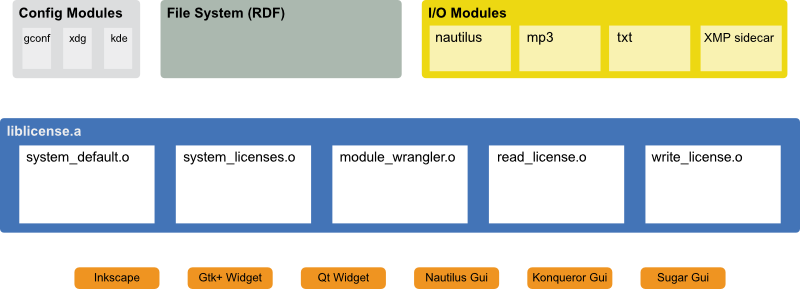 Config Modules
gconf
xdg
kde
File System (RDF)
I/O Modules
nautilus
mp3
txt
XMP sidecar
liblicense.a
system_default.o
system_licenses.o
module_wrangler.o
read_license.o
write_license.o
Inkscape
Gtk+ Widget
Qt Widget
Nautilus Gui
Konqueror Gui
Sugar Gui